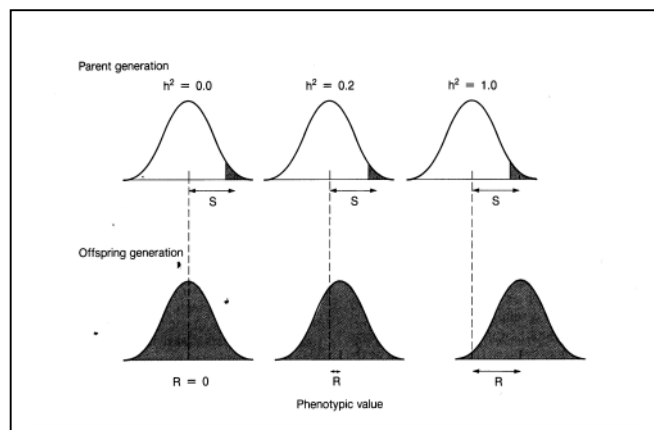 Parent generation
h² = 0.0 h² = 0.2 h² = 1.0
S S S
Offspring generation
R = 0 R R
Phenotypic value